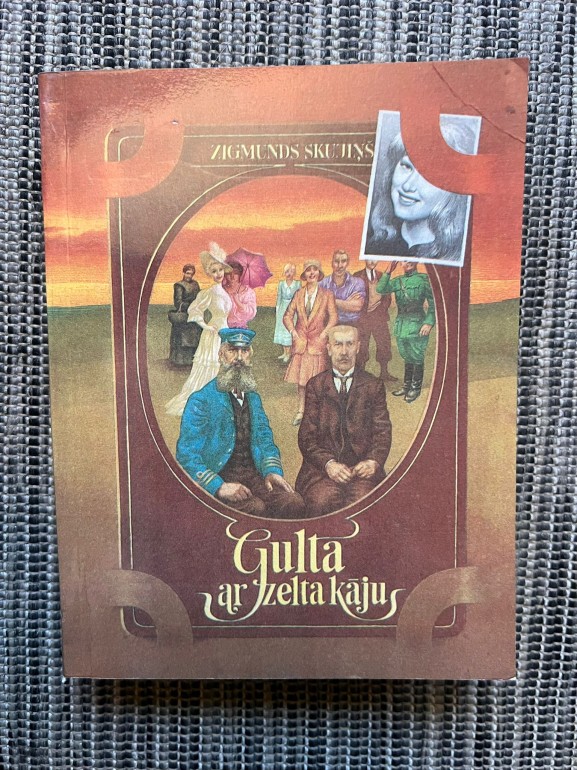 ZIGMUNDS SKUJIŅŠ
Gulta
ar zelta kāju